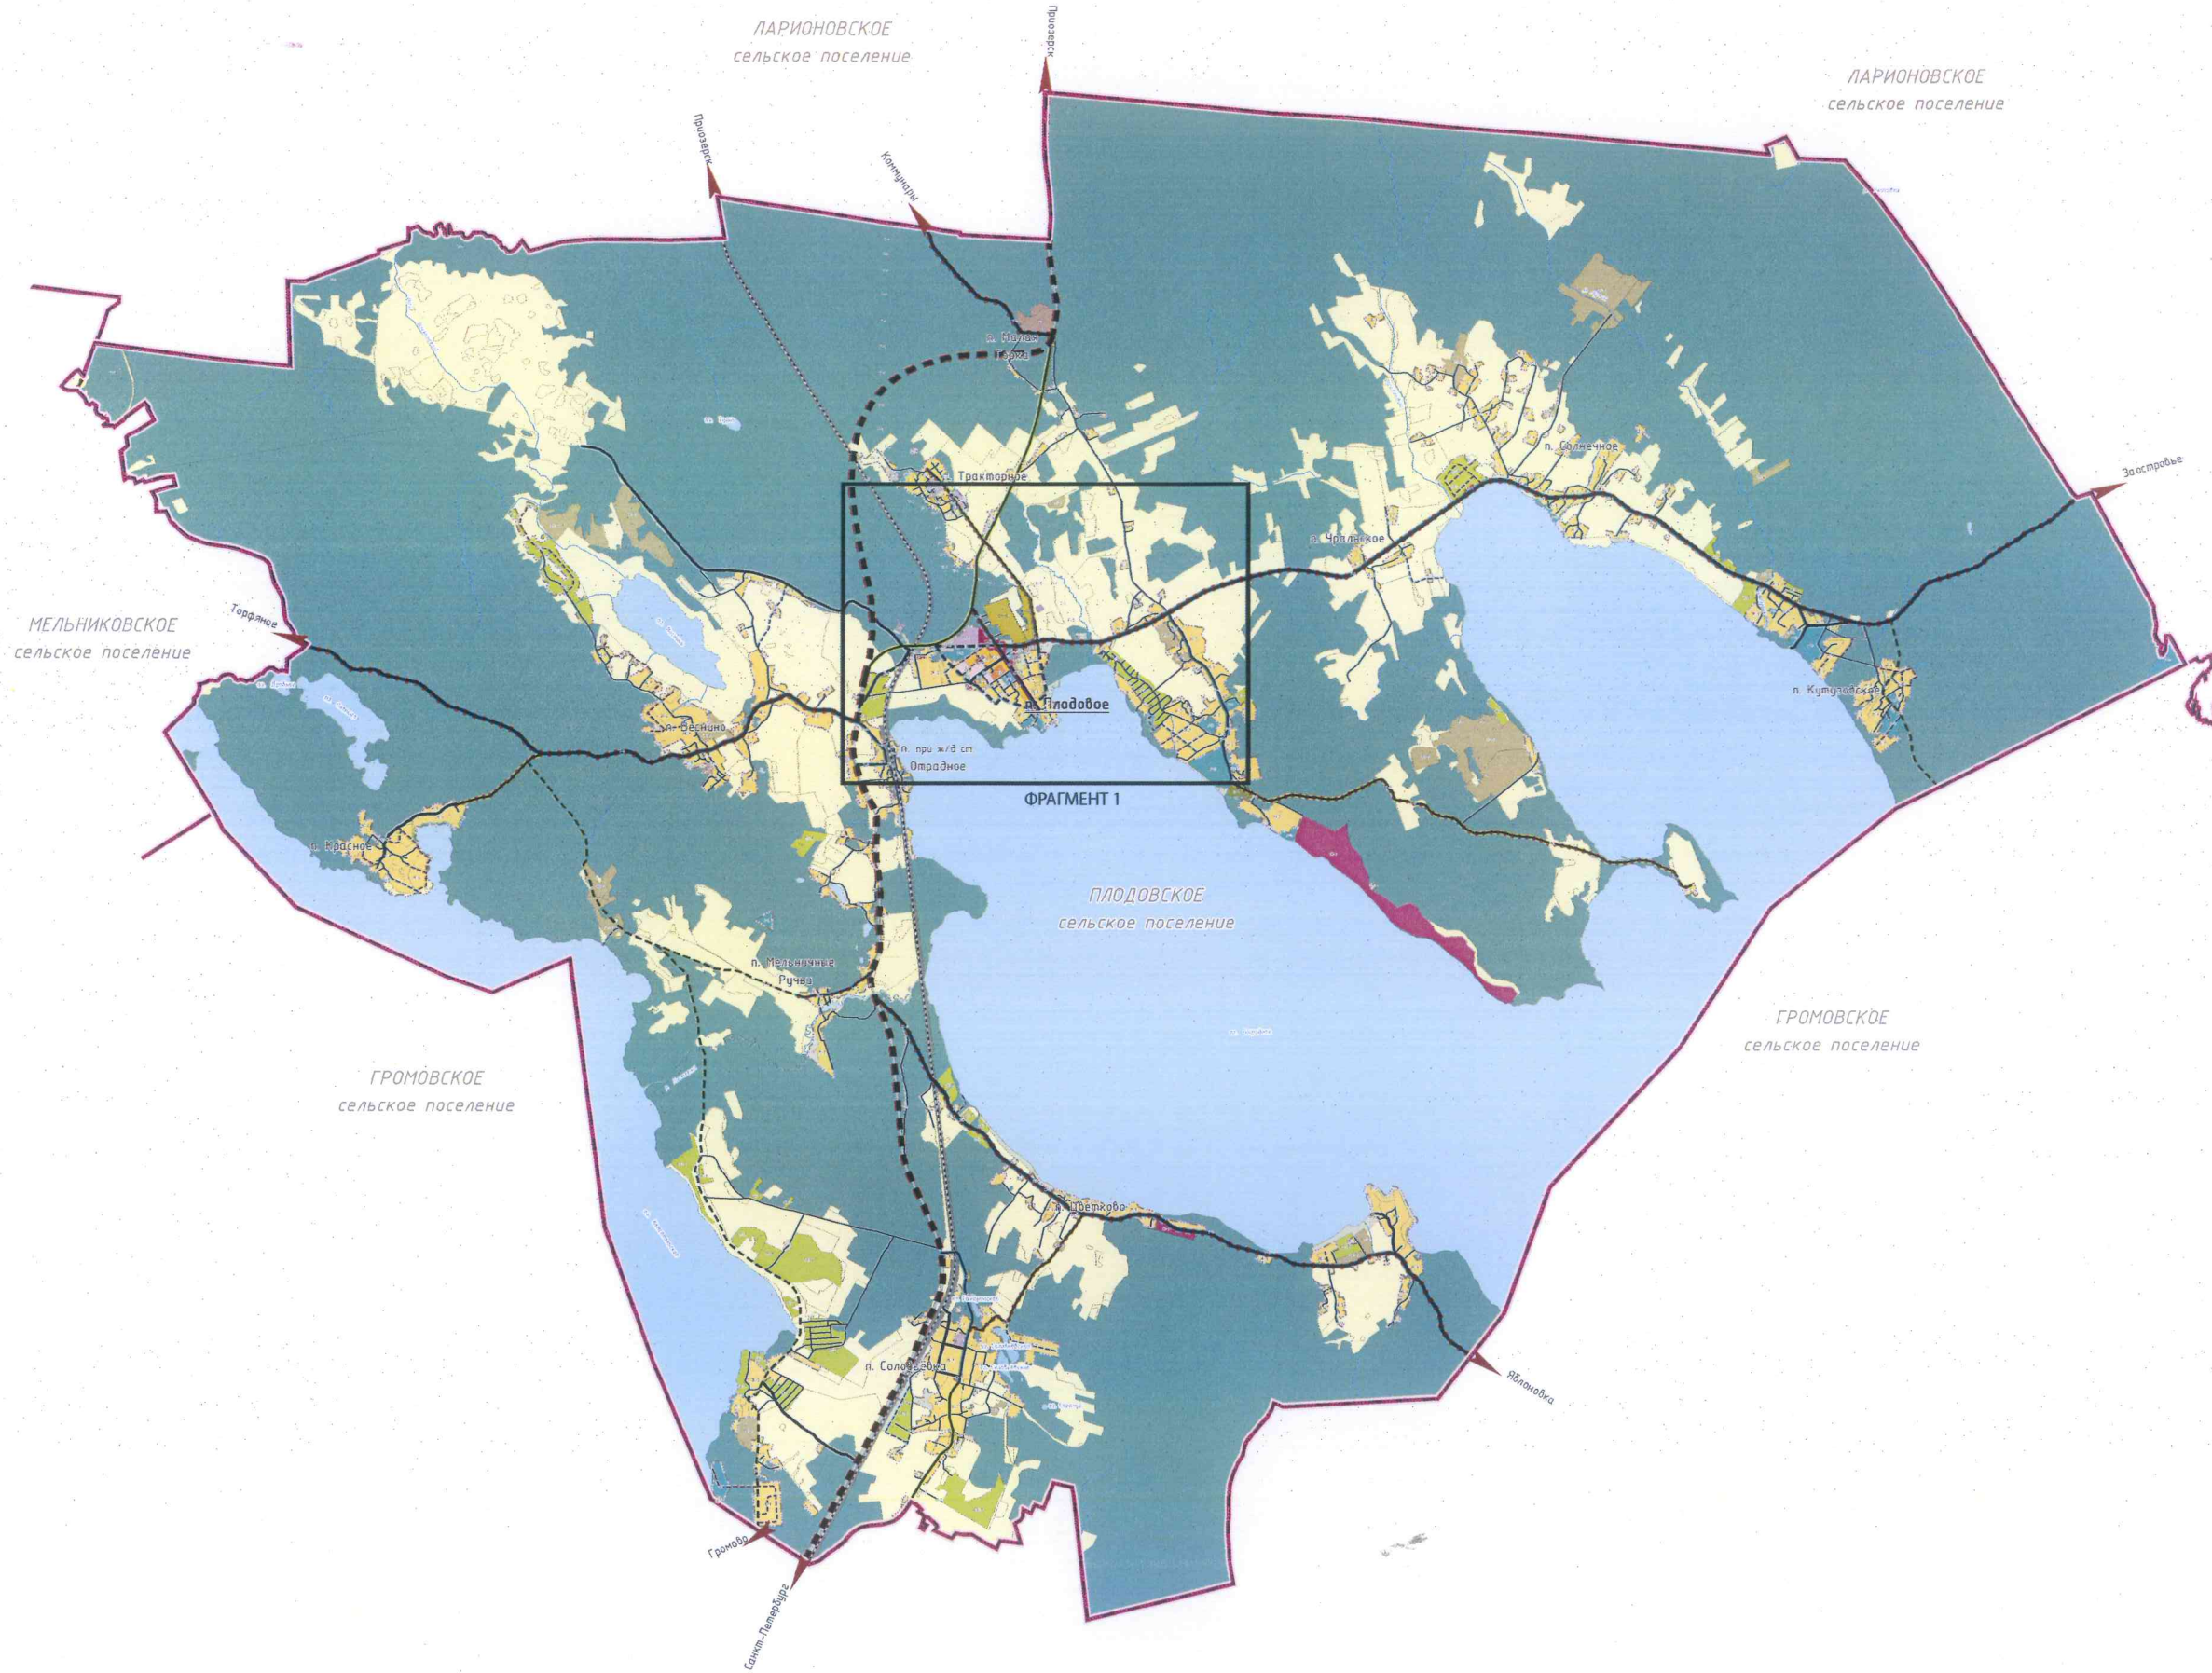 ЛАРИОНОВСКОЕ
сельское поселение
Приозерск
ЛАРИОНОВСКОЕ
сельское поселение
Приозерск
Коммунары
п. Малая
Горка
п. Солнечное
Заостровье
п. Тракторное
п. Уральское
МЕЛЬНИКОВСКОЕ
сельское поселение
Торфяное
п. Кутузовское
п. Плодовое
п. Веснино
п. при ж/д ст
Отрадное
ФРАГМЕНТ 1
п. Красное
ПЛОДОВСКОЕ
сельское поселение
п. Мельничные
Ручьи
ГРОМОВСКОЕ
сельское поселение
ГРОМОВСКОЕ
сельское поселение
п. Цветково
п. Соловьевка
Яблоновка
Громово
Санкт-Петербург